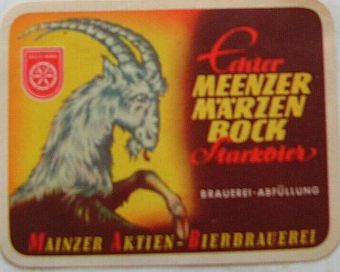 Echter
MEENZER
MÄRZEN
BOCK
Starkbier
BRAUEREI-ABFÜLLUNG
MAINZER AKTIEN-BIERBRAUEREI